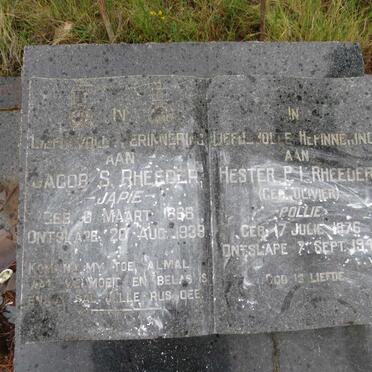 IN
LIEFDEVOLLE HERINNERING
AAN
JACOB S. RHEEDER
-JAPIE-
GEB. 8 MAART 1868
ONTSLAPE 20 AUG. 1939
KOM NA MY TOE, ALMAL
WAT VERMOEID EN BELAS IS
EN EK SAL JULLE RUS GEE.
IN
LIEFDEVOLLE HERINNERING
AAN
HESTER P. J. RHEEDER
(GEB. OLIVIER)
-POLLIE-
GEB. 17 JULIE 1876
ONTSLAPE 7 SEPT.
GOD IS LIEFDE